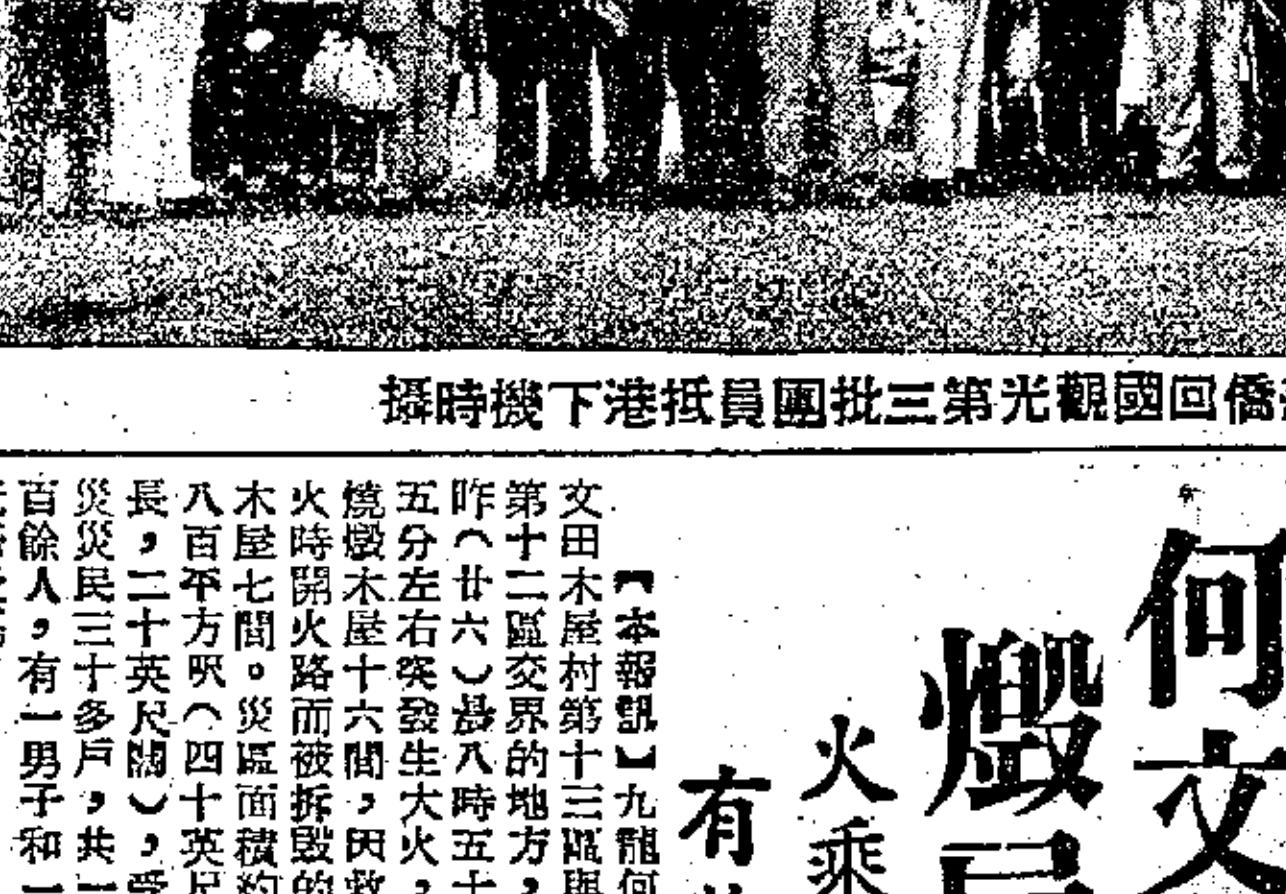 僑回國觀光第三批團員抵港下機時攝
何文
燬
火乘
有
【本報訊】九龍何
文田木屋村第十三區與
第十二區交界的地方,
昨(廿六)晨八時五十
五分左右突發生大火,
燒燬木屋十六間,因救
火時開火路而被拆毀的
木屋七間。災區面積約
八百平方呎(四十英尺
長,二十英尺闊),受
災災民三十多戶,共一
百餘人,有一男子和一